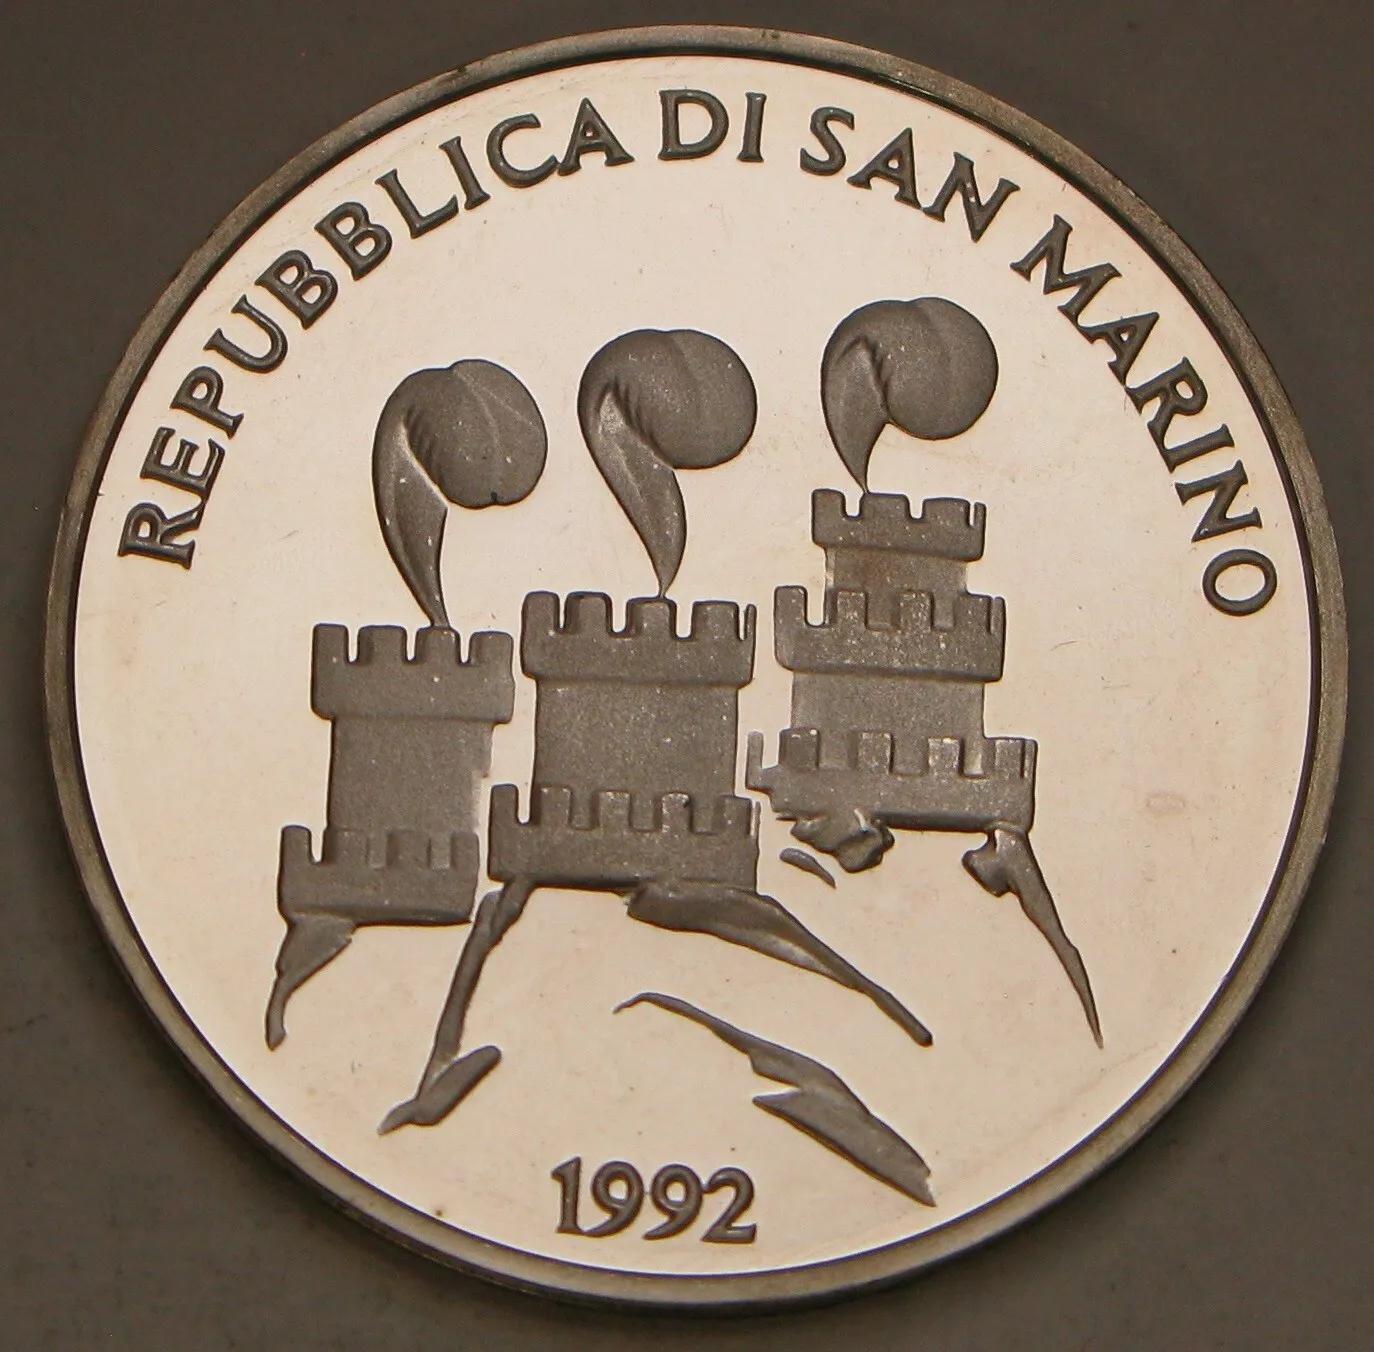 REPUBBLICA DI SAN MARINO
1992